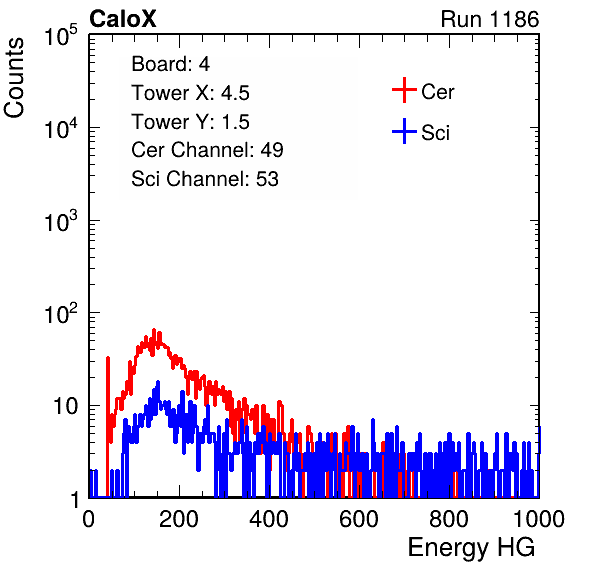 CaloX Run 1186
Counts
Board: 4
Tower X: 4.5
Tower Y: 1.5
Cer Channel: 49
Sci Channel: 53
Cer
Sci
10^5
10^4
10^3
10^2
10
1
0 200 400 600 800 1000
Energy HG